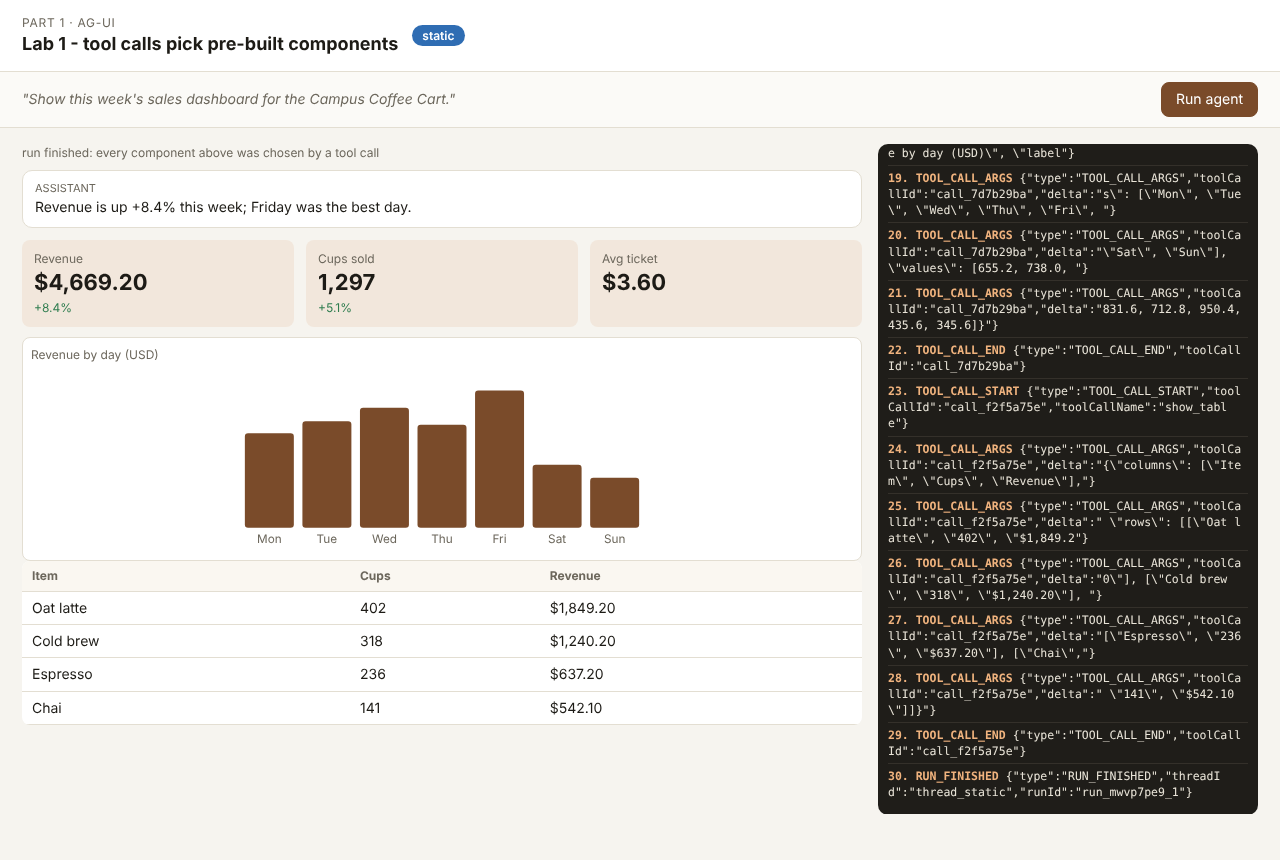 PART 1 · AG-UI
Lab 1 - tool calls pick pre-built components
static
"Show this week's sales dashboard for the Campus Coffee Cart."
Run agent
run finished: every component above was chosen by a tool call
ASSISTANT
Revenue is up +8.4% this week; Friday was the best day.
Revenue
$4,669.20
+8.4%
Cups sold
1,297
+5.1%
Avg ticket
$3.60
Revenue by day (USD)
Mon Tue Wed Thu Fri Sat Sun
Item Cups Revenue
Oat latte 402 $1,849.20
Cold brew 318 $1,240.20
Espresso 236 $637.20
Chai 141 $542.10
e by day (USD)\", \"label"}
19. TOOL_CALL_ARGS {"type":"TOOL_CALL_ARGS","toolCa
llId":"call_7d7b29ba","delta":"s\": [\"Mon\", \"Tue
\", \"Wed\", \"Thu\", \"Fri\", "}
20. TOOL_CALL_ARGS {"type":"TOOL_CALL_ARGS","toolCa
llId":"call_7d7b29ba","delta":"\"Sat\", \"Sun\"],
\"values\": [655.2, 738.0, "}
21. TOOL_CALL_ARGS {"type":"TOOL_CALL_ARGS","toolCa
llId":"call_7d7b29ba","delta":"831.6, 712.8, 950.4,
435.6, 345.6]}"}
22. TOOL_CALL_END {"type":"TOOL_CALL_END","toolCall
Id":"call_7d7b29ba"}
23. TOOL_CALL_START {"type":"TOOL_CALL_START","tool
CallId":"call_f2f5a75e","toolCallName":"show_tabl
e"}
24. TOOL_CALL_ARGS {"type":"TOOL_CALL_ARGS","toolCa
llId":"call_f2f5a75e","delta":"{\"columns\": [\"Ite
m\", \"Cups\", \"Revenue\"],"}
25. TOOL_CALL_ARGS {"type":"TOOL_CALL_ARGS","toolCa
llId":"call_f2f5a75e","delta":" \"rows\": [[\"Oat l
atte\", \"402\", \"$1,849.2"}
26. TOOL_CALL_ARGS {"type":"TOOL_CALL_ARGS","toolCa
llId":"call_f2f5a75e","delta":"0\"], [\"Cold brew
\", \"318\", \"$1,240.20\"], "}
27. TOOL_CALL_ARGS {"type":"TOOL_CALL_ARGS","toolCa
llId":"call_f2f5a75e","delta":"[\"Espresso\", \"236
\", \"$637.20\"], [\"Chai\","}
28. TOOL_CALL_ARGS {"type":"TOOL_CALL_ARGS","toolCa
llId":"call_f2f5a75e","delta":" \"141\", \"$542.10
\"]]}"}
29. TOOL_CALL_END {"type":"TOOL_CALL_END","toolCall
Id":"call_f2f5a75e"}
30. RUN_FINISHED {"type":"RUN_FINISHED","threadI
d":"thread_static","runId":"run_mwvp7pe9_1"}